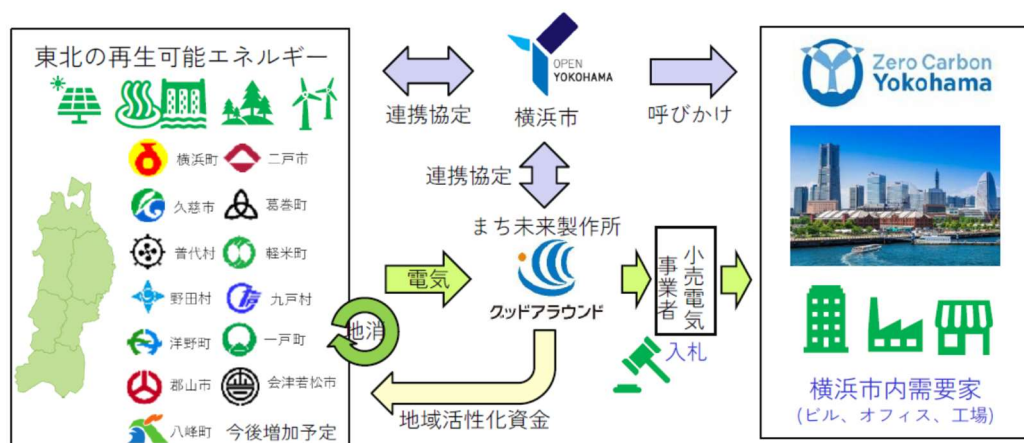 東北の再生可能エネルギー
横浜町
二戸市
久慈市
葛巻町
普代村
軽米町
野田村
九戸村
洋野町
一戸町
郡山市
会津若松市
八峰町
今後増加予定
地消
連携協定
OPEN
YOKOHAMA
横浜市
呼びかけ
連携協定
まち未来製作所
電気
グッドアラウンド
小売電気
事業者
入札
地域活性化資金
Zero Carbon
Yokohama
横浜市内需要家
(ビル、オフィス、工場)